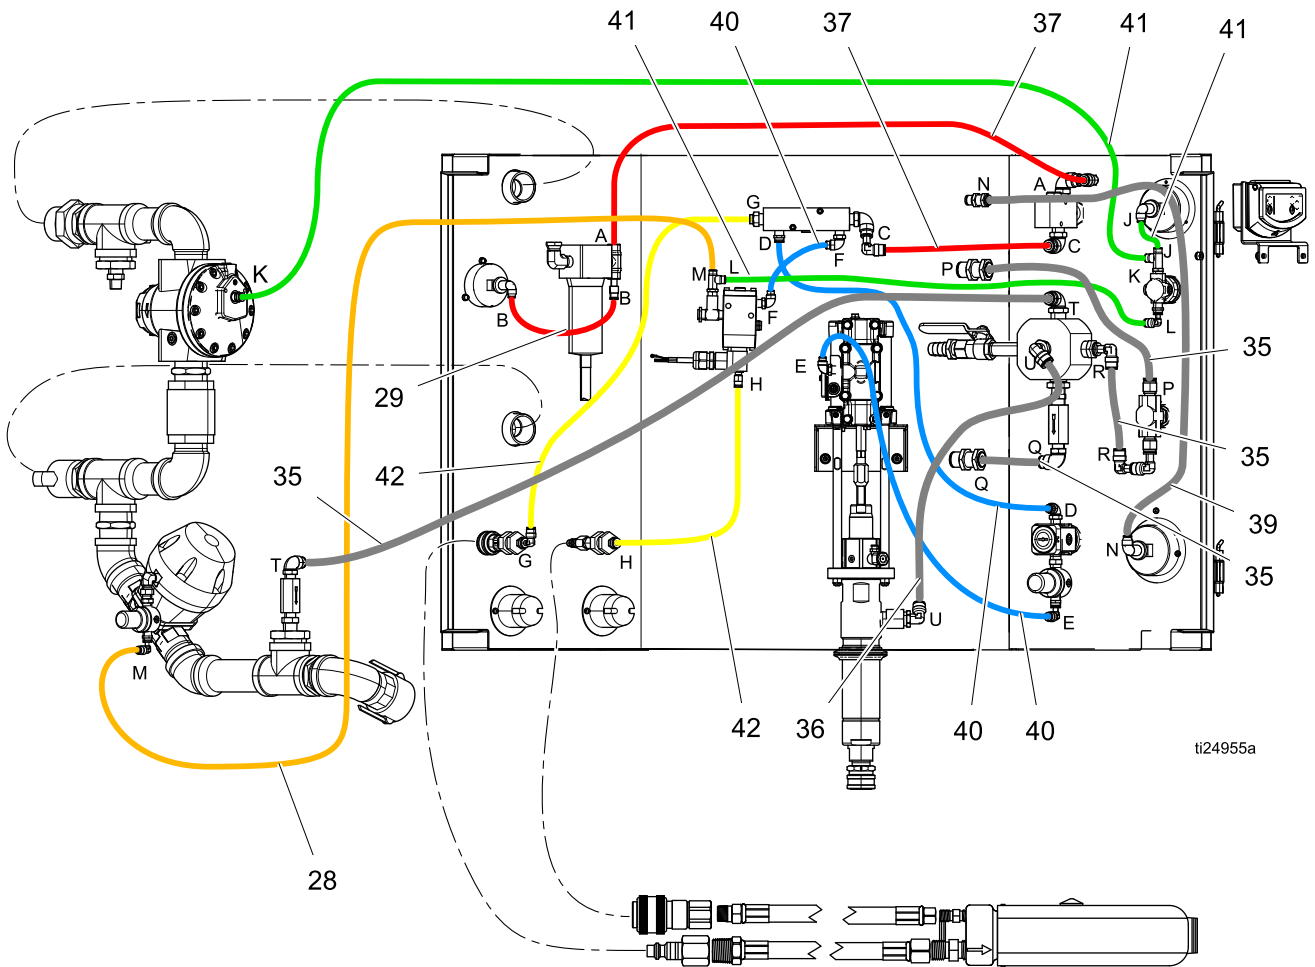 41 40 37 37 41 41
N A
G
D C C J J
F
K
A
P K
M L
B B F T L
U R 35
E P
29 H
Q
R 35
35 42 Q
D 39
T G H N 35
U E
M
42 36 40 40
ti24955a
28